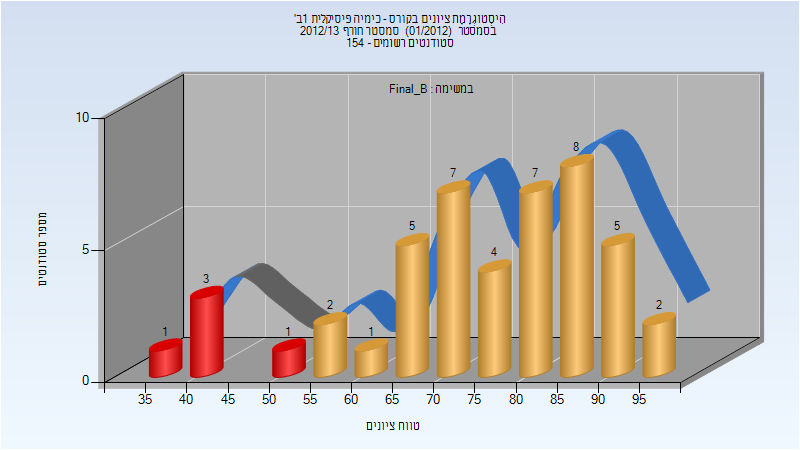 היסטוגרמת ציונים בקורס - כימיה פיסיקלית 1ב'
בסמסטר (01/2012) סמסטר חורף 2012/13
סטודנטים רשומים - 154
במשימה : Final_B
מספר סטודנטים
10
5
0
1
3
1
2
1
5
7
4
7
8
5
2
35 40 45 50 55 60 65 70 75 80 85 90 95
טווח ציונים